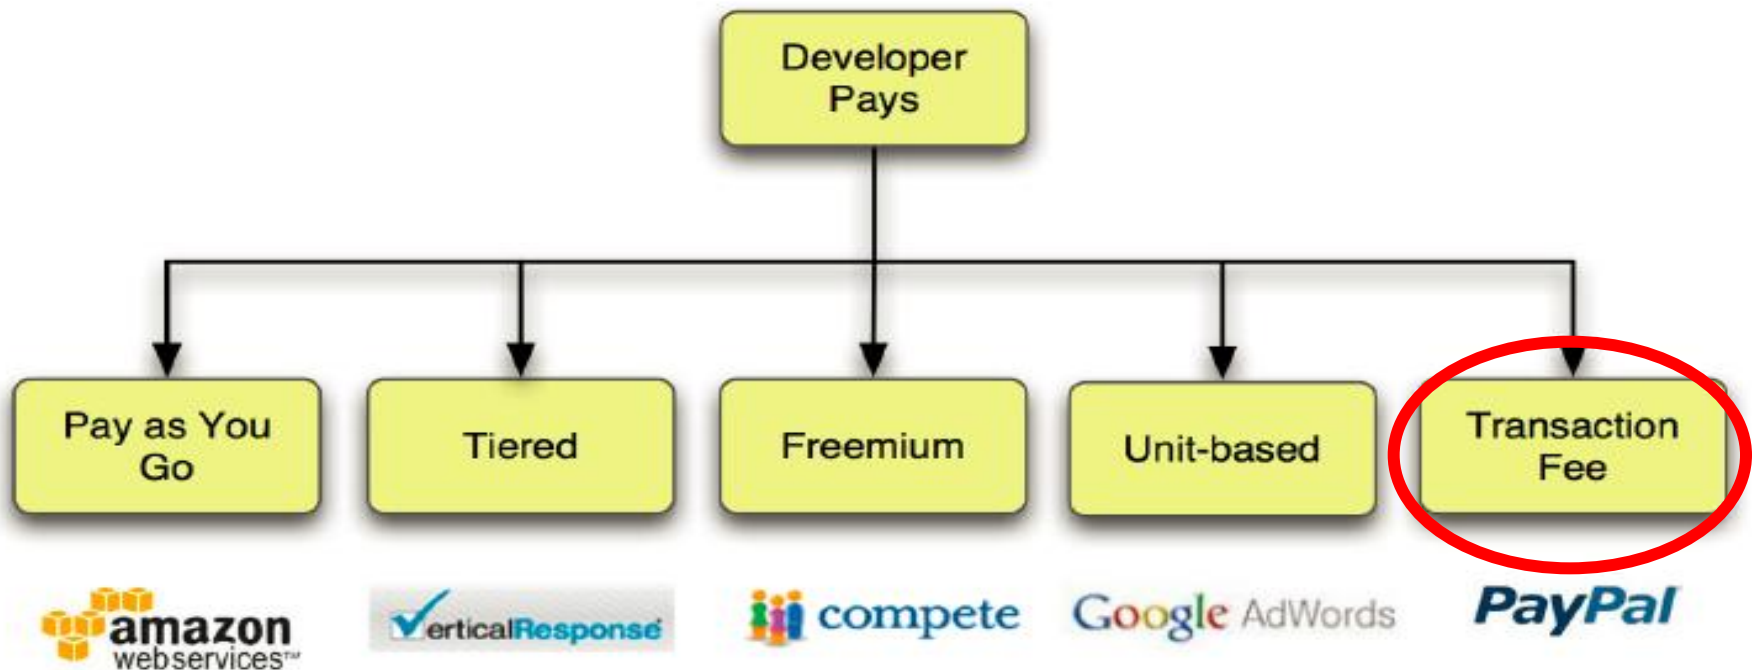 Developer
Pays
Pay as You
Go
Tiered
Freemium
Unit-based
Transaction
Fee
amazon
webservices™
VerticalResponse
compete
Google AdWords
PayPal